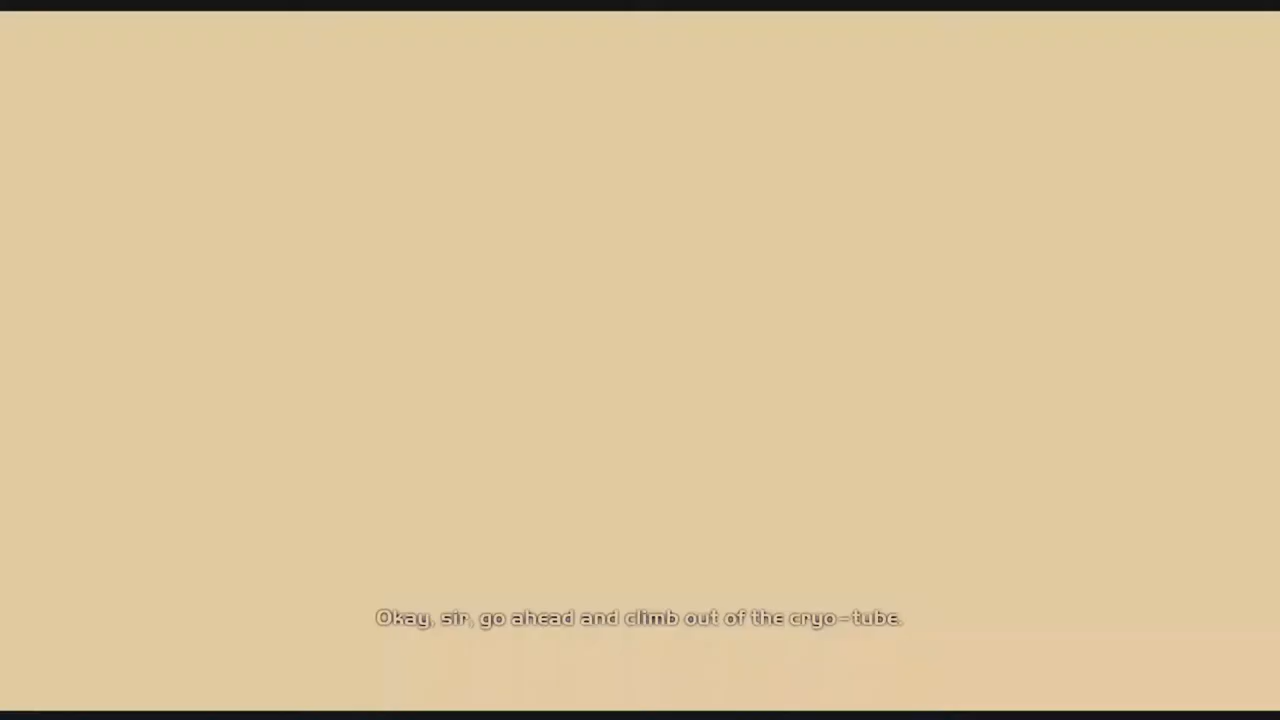 Okay, sir, go ahead and climb out of the cryo-tube.